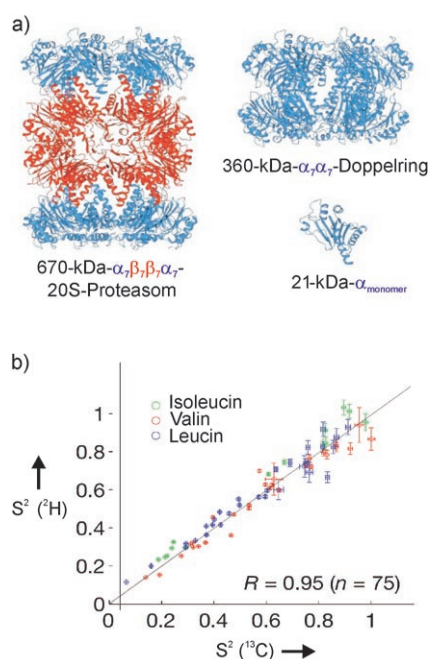 a)
670-kDa-α₇β₇β₇α₇-
20S-Proteasom
360-kDa-α₇α₇-Doppelring
21-kDa-αmonomer
b)
Isoleucin
Valin
Leucin
1
0.8
0.6
0.4
0.2
0
S² (²H)
R = 0.95 (n = 75)
0 0.2 0.4 0.6 0.8 1
S² (¹³C)